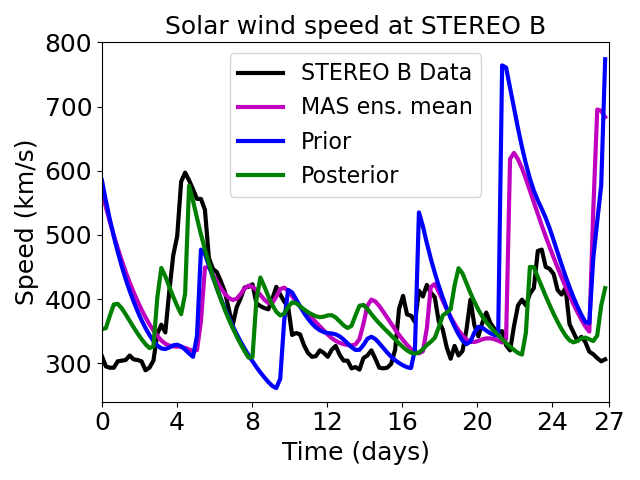 Solar wind speed at STEREO B
800
700
600
500
400
300
Speed (km/s)
STEREO B Data
MAS ens. mean
Prior
Posterior
0 4 8 12 16 20 24 27
Time (days)